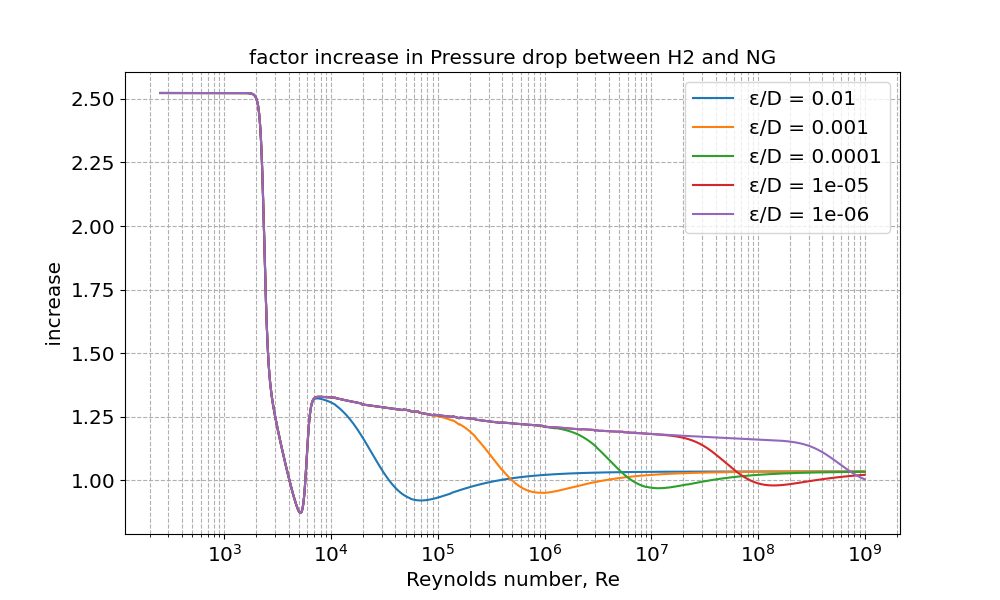 factor increase in Pressure drop between H2 and NG
2.50
2.25
2.00
1.75
1.50
1.25
1.00
increase
ε/D = 0.01
ε/D = 0.001
ε/D = 0.0001
ε/D = 1e-05
ε/D = 1e-06
10³ 10⁴ 10⁵ 10⁶ 10⁷ 10⁸ 10⁹
Reynolds number, Re